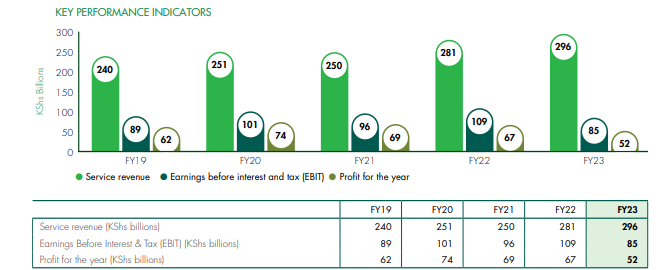 KEY PERFORMANCE INDICATORS
KShs Billions
300
250
200
150
100
50
0
240 89 62
251 101 74
250 96 69
281 109 67
296 85 52
FY19 FY20 FY21 FY22 FY23
Service revenue Earnings before interest and tax (EBIT) Profit for the year
FY19 FY20 FY21 FY22 FY23
Service revenue (KShs billions) 240 251 250 281 296
Earnings Before Interest & Tax (EBIT) (KShs billions) 89 101 96 109 85
Profit for the year (KShs billions) 62 74 69 67 52